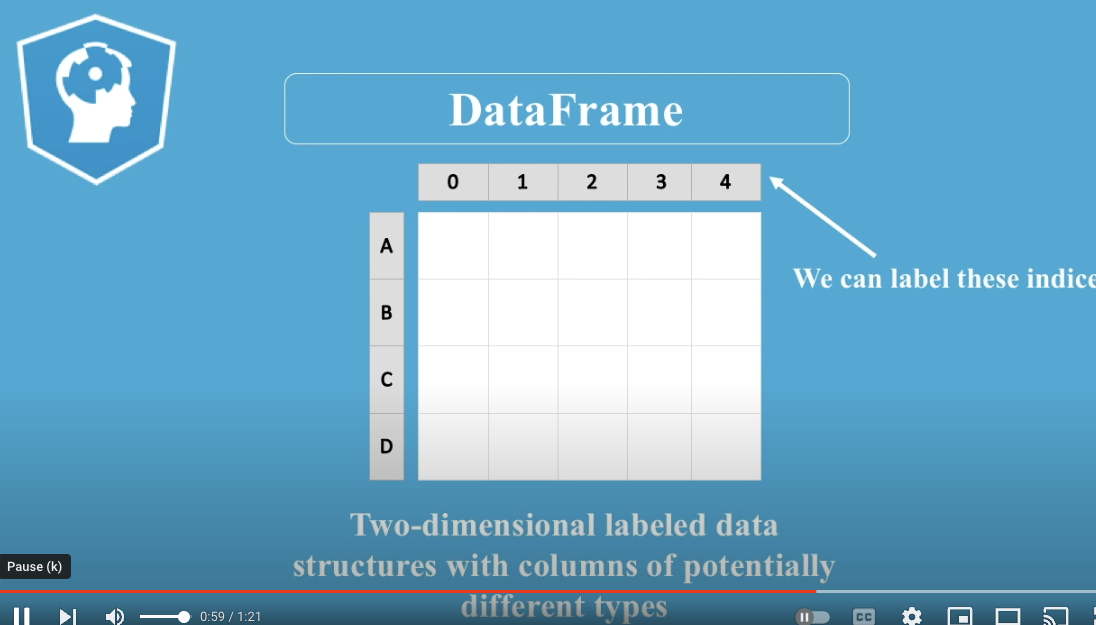 DataFrame
0 1 2 3 4
A
We can label these indice
B
C
D
Two-dimensional labeled data
structures with columns of potentially
different types
Pause (k)
0:59 / 1:21
CC